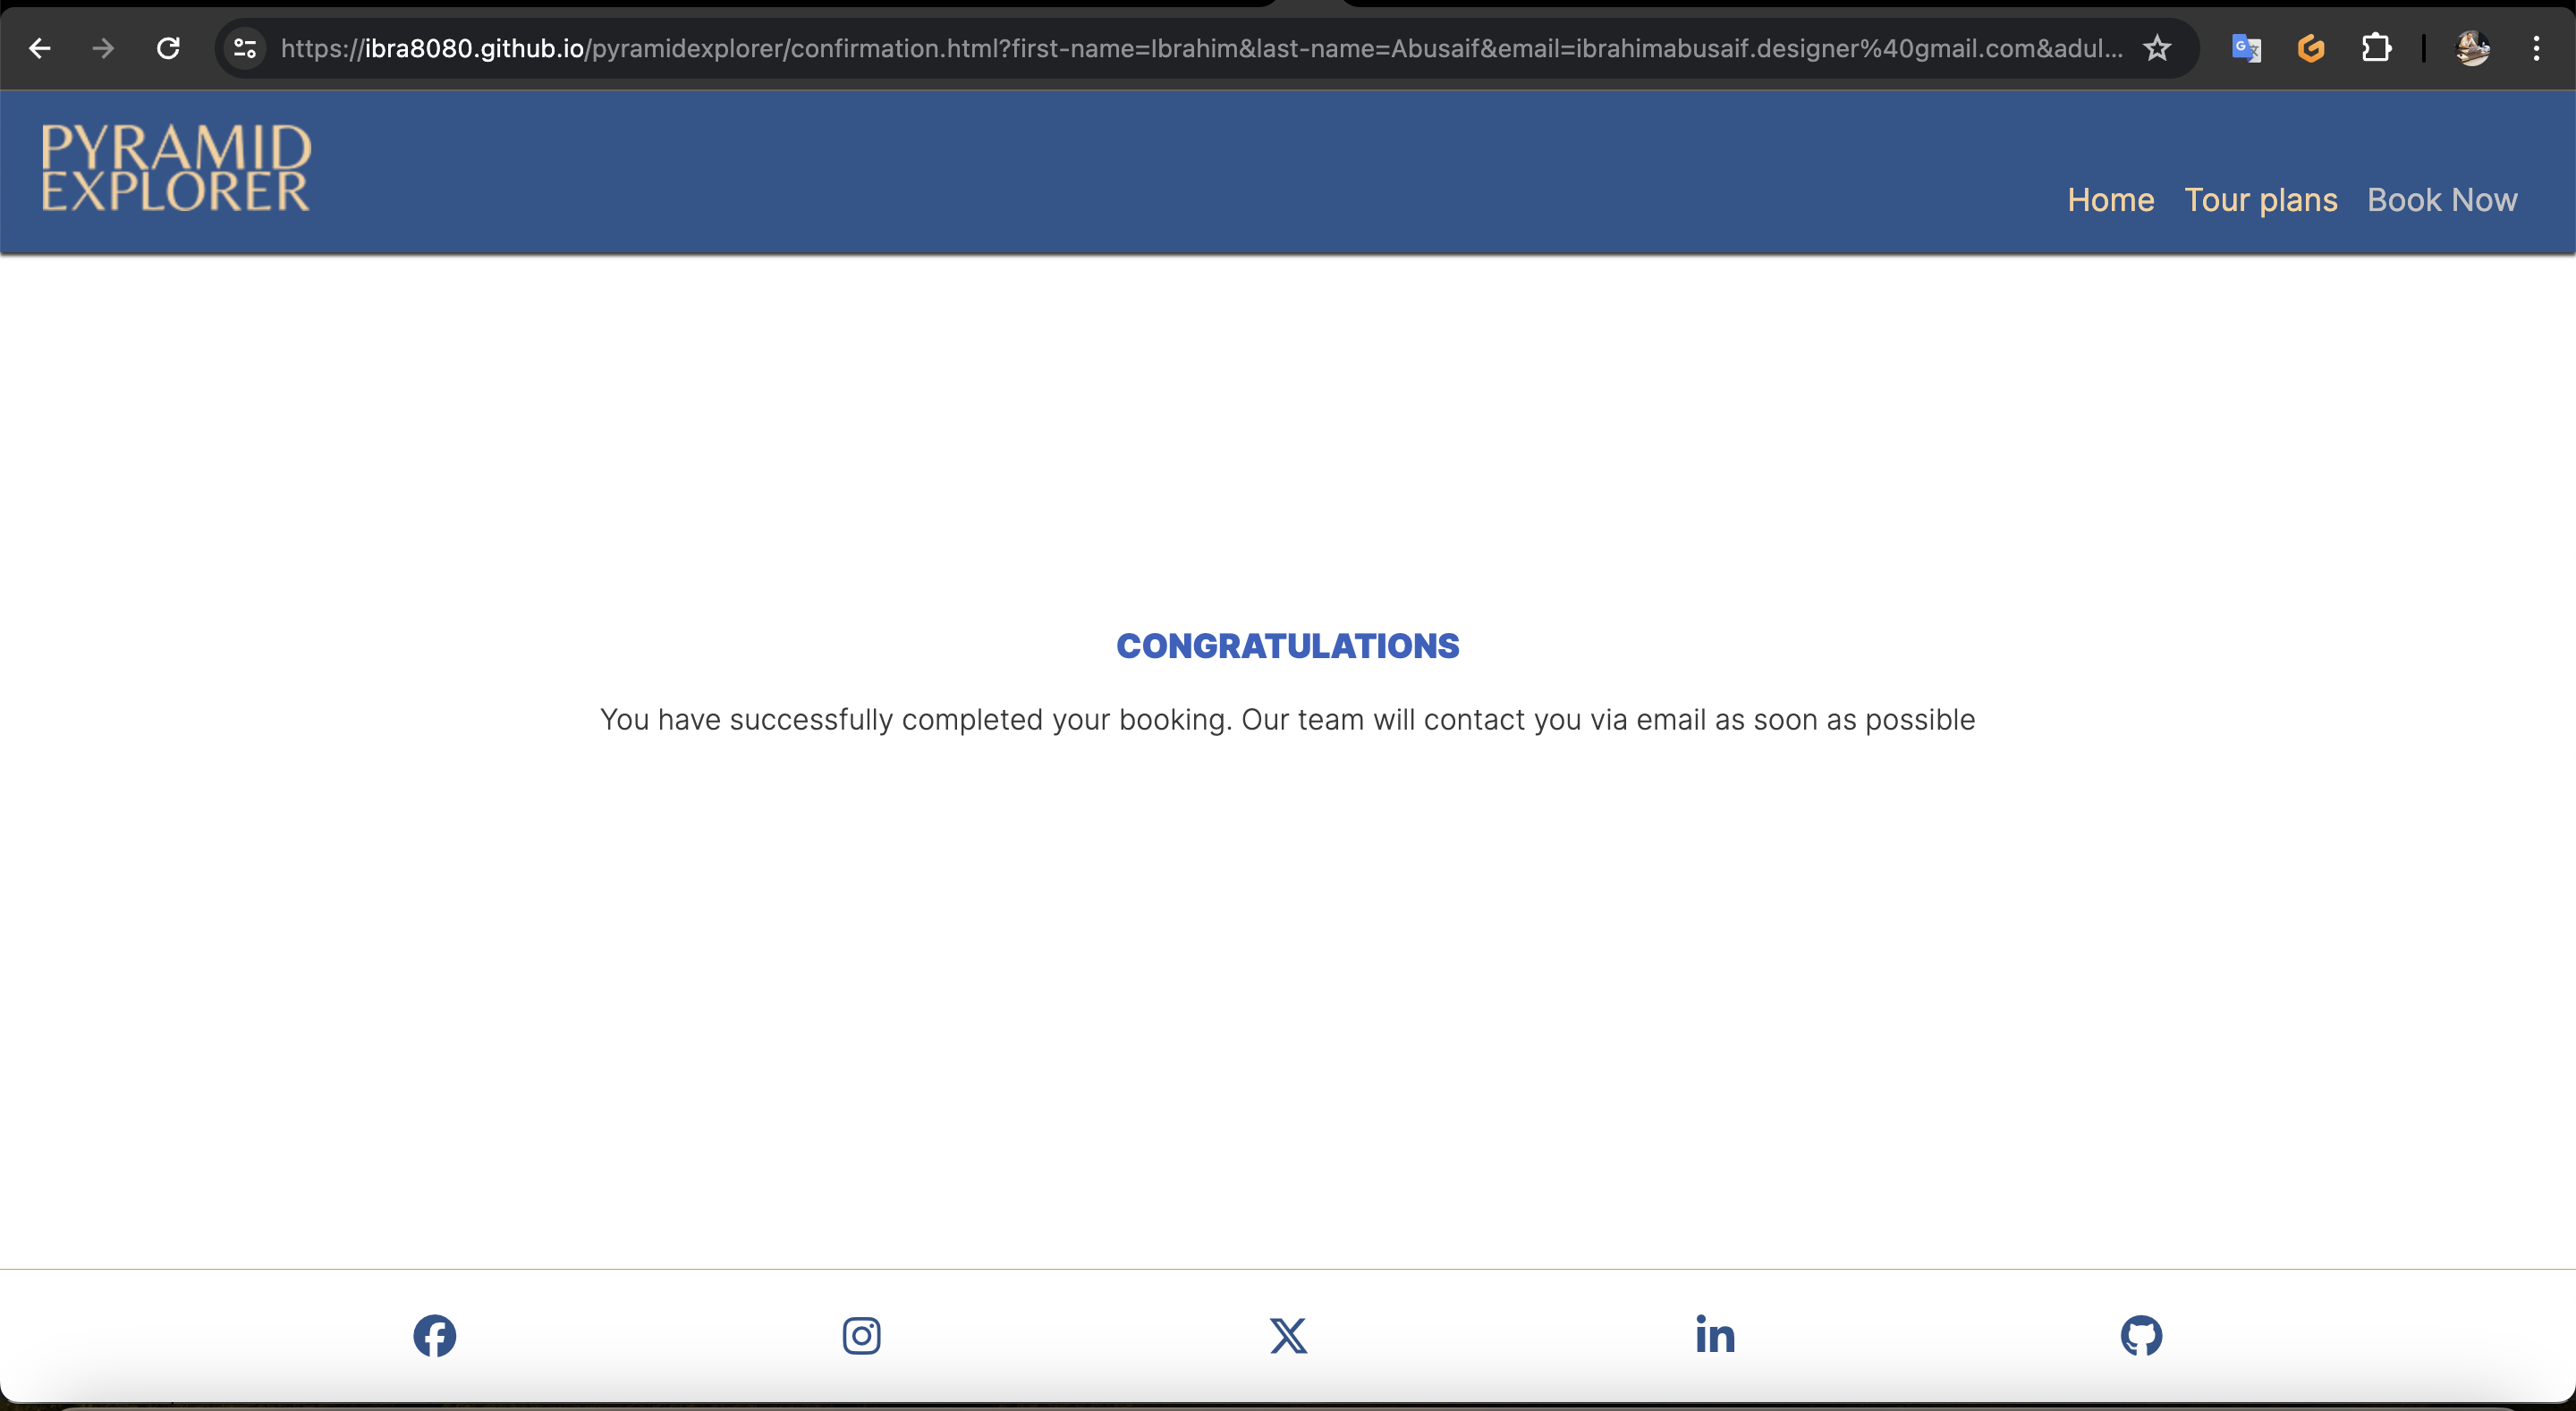 https://ibra8080.github.io/pyramidexplorer/confirmation.html?first-name=Ibrahim&last-name=Abusaif&email=ibrahimabusaif.designer%40gmail.com&adul...
PYRAMID
EXPLORER
Home Tour plans Book Now
CONGRATULATIONS
You have successfully completed your booking. Our team will contact you via email as soon as possible